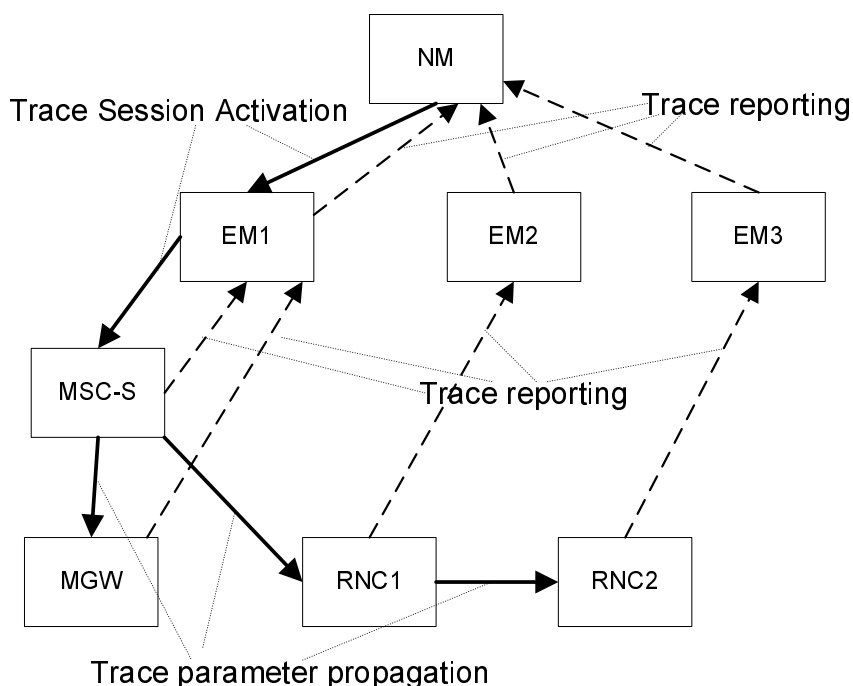 NM
Trace Session Activation
Trace reporting
EM1
EM2
EM3
MSC-S
Trace reporting
MGW
RNC1
RNC2
Trace parameter propagation